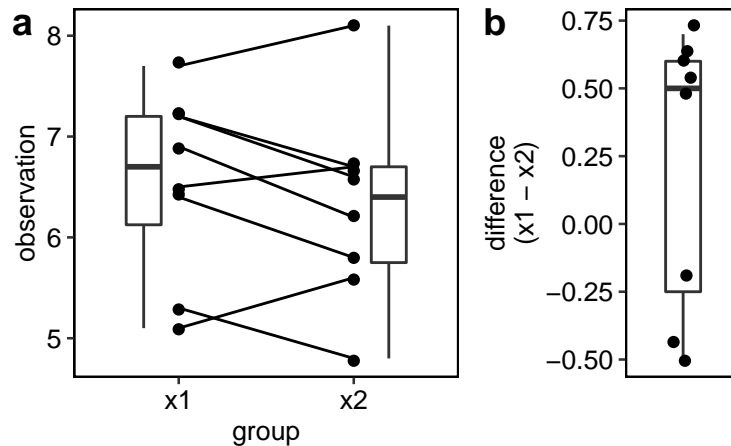 a
observation
8
7
6
5
x1 x2
group
b
difference
(x1 − x2)
0.75
0.50
0.25
0.00
−0.25
−0.50